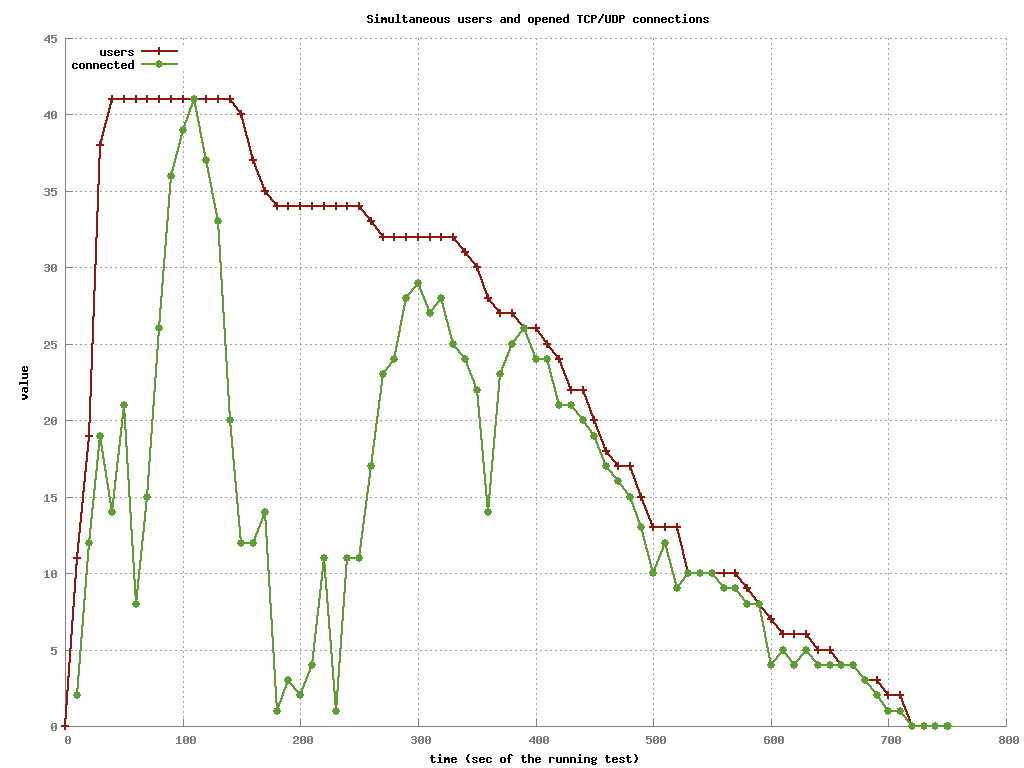 Simultaneous users and opened TCP/UDP connections
45
users
connected
40
35
30
25
value
20
15
10
5
0
0 100 200 300 400 500 600 700 800
time (sec of the running test)